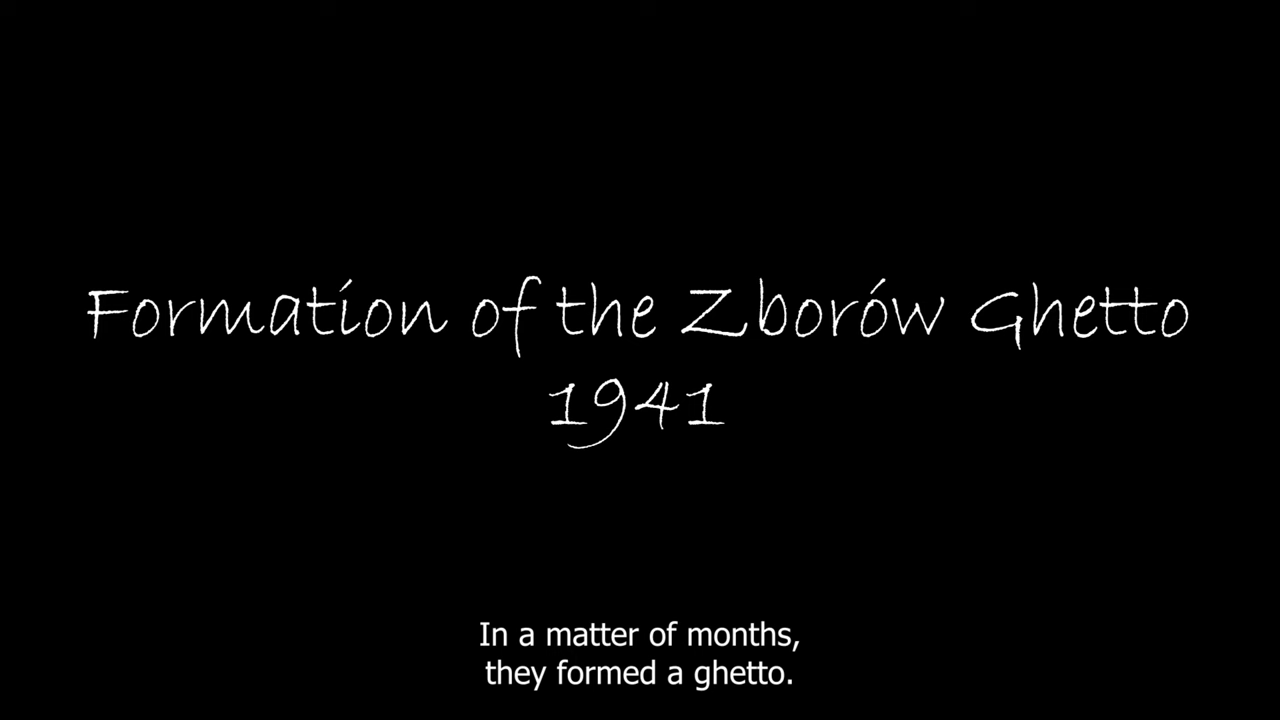 Formation of the Zborów Ghetto
1941
In a matter of months,
they formed a ghetto.